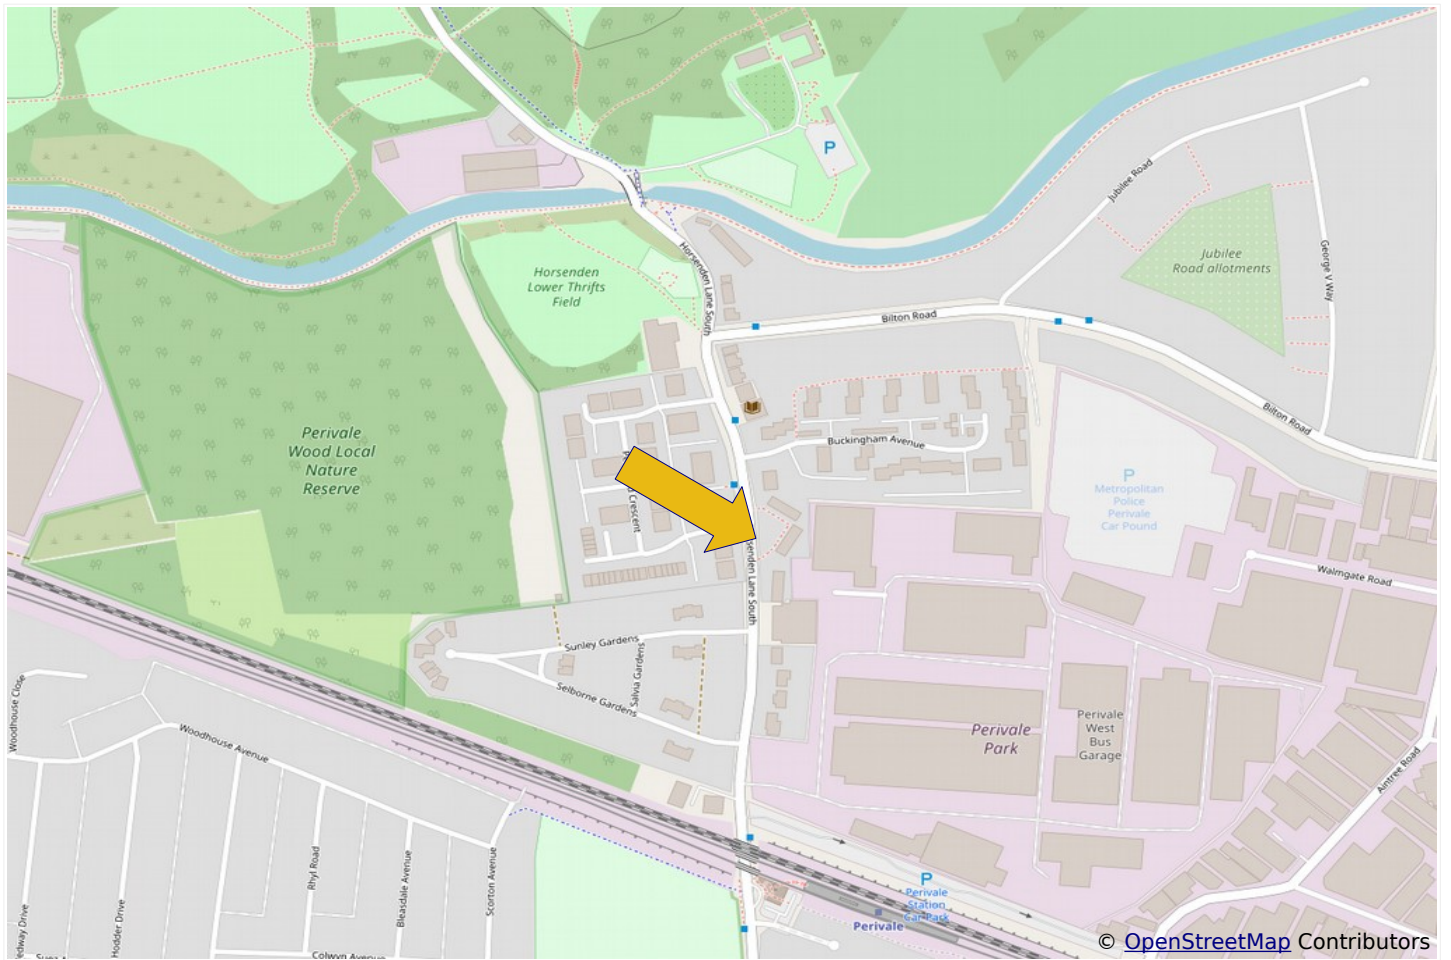 P
Jubilee Road
Horsenden Lane South
Horsenden
Lower Thrifts
Field
Jubilee
Road allotments
George V Way
Bilton Road
Bilton Road
Perivale
Wood Local
Nature
Reserve
Buckingham Avenue
Crescent
P
Metropolitan
Police
Perivale
Car Pound
senden Lane South
Walmgate Road
Sunley Gardens
Salvia Gardens
Selborne Gardens
Woodhouse Close
Woodhouse Avenue
Perivale
Park
Perivale
West
Bus
Garage
Aintree Road
Rhyl Road
Bleasdale Avenue
Scorton Avenue
Hodder Drive
edway Drive
Colwyn Avenue
P
Perivale
Station
Car Park
Perivale
© OpenStreetMap Contributors